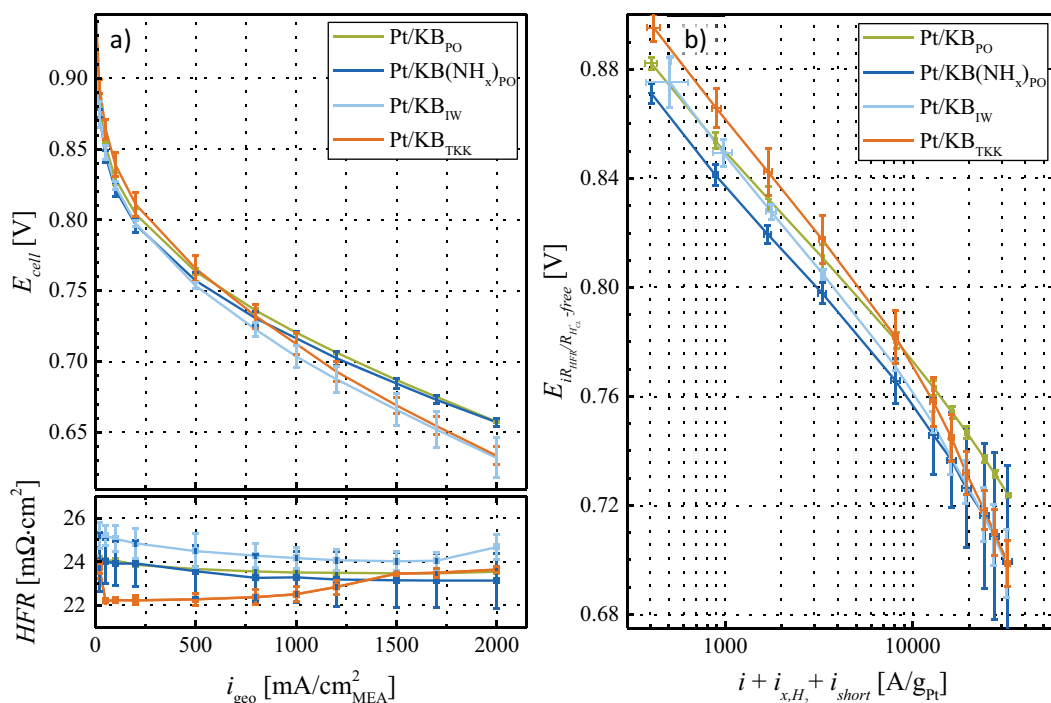 a)
Pt/KB_PO
Pt/KB(NH_x)_PO
Pt/KB_IW
Pt/KB_TKK
0.90
0.85
0.80
0.75
0.70
0.65
E_cell [V]
26
24
22
HFR [mΩ·cm²]
0 500 1000 1500 2000
i_geo [mA/cm²_MEA]
b)
Pt/KB_PO
Pt/KB(NH_x)_PO
Pt/KB_IW
Pt/KB_TKK
0.88
0.84
0.80
0.76
0.72
0.68
1000 10000
i + i_x,H₂ + i_short [A/g_Pt]